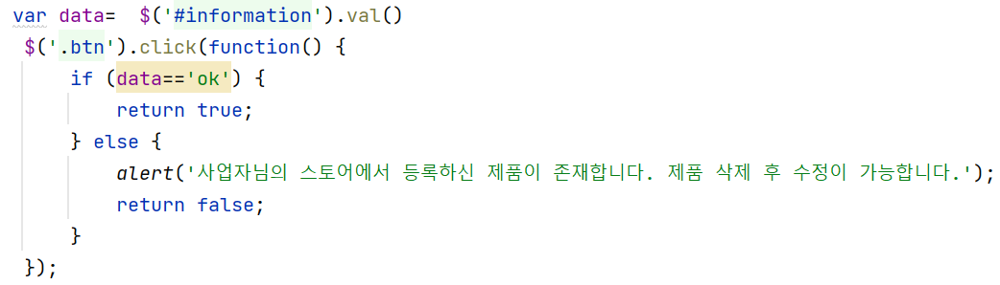 var data=  $('#information').val()
 $('.btn').click(function() {
     if (data=='ok') {
         return true;
     } else {
         alert('사업자님의 스토어에서 등록하신 제품이 존재합니다. 제품 삭제 후 수정이 가능합니다.');
         return false;
     }
 });